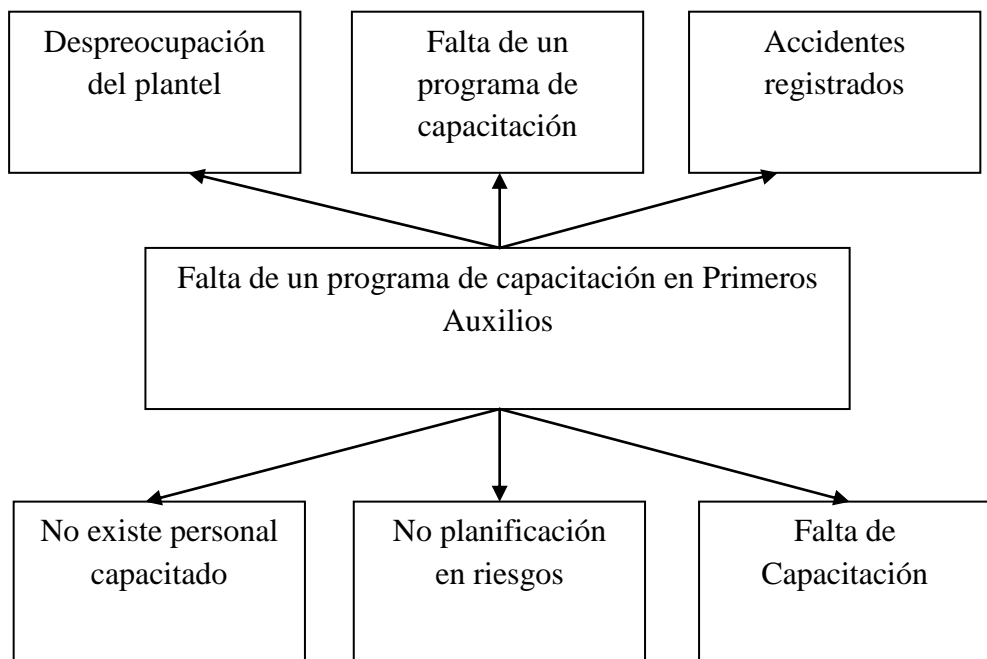 Despreocupación
del plantel
Falta de un
programa de
capacitación
Accidentes
registrados
Falta de un programa de capacitación en Primeros
Auxilios
No existe personal
capacitado
No planificación
en riesgos
Falta de
Capacitación